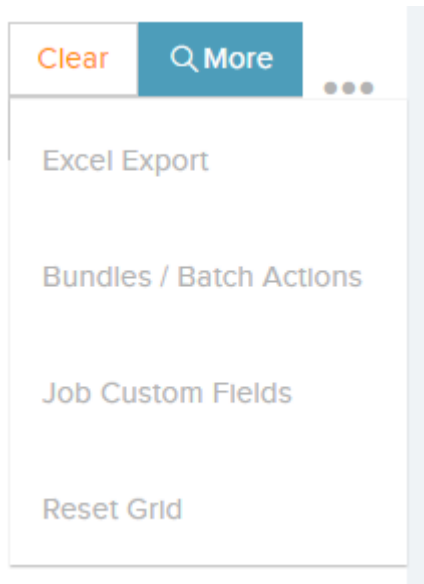 Clear More
Excel Export
Bundles / Batch Actions
Job Custom Fields
Reset Grid